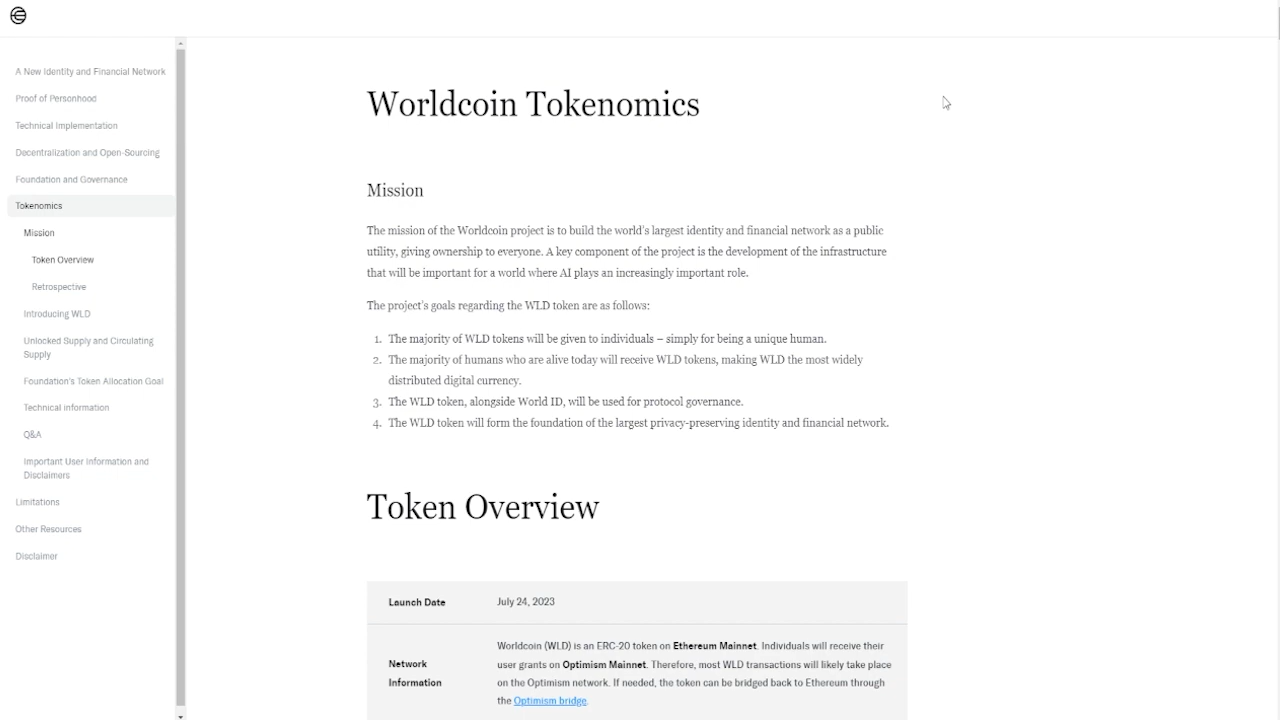 A New Identity and Financial Network
Proof of Personhood
Technical Implementation
Decentralization and Open-Sourcing
Foundation and Governance
Tokenomics
Mission
Token Overview
Retrospective
Introducing WLD
Unlocked Supply and Circulating
Supply
Foundation's Token Allocation Goal
Technical information
Q&A
Important User Information and
Disclaimers
Limitations
Other Resources
Disclaimer
Worldcoin Tokenomics
Mission
The mission of the Worldcoin project is to build the world's largest identity and financial network as a public
utility, giving ownership to everyone. A key component of the project is the development of the infrastructure
that will be important for a world where AI plays an increasingly important role.
The project's goals regarding the WLD token are as follows:
1. The majority of WLD tokens will be given to individuals – simply for being a unique human.
2. The majority of humans who are alive today will receive WLD tokens, making WLD the most widely
distributed digital currency.
3. The WLD token, alongside World ID, will be used for protocol governance.
4. The WLD token will form the foundation of the largest privacy-preserving identity and financial network.
Token Overview
Launch Date July 24, 2023
Network
Information
Worldcoin (WLD) is an ERC-20 token on Ethereum Mainnet. Individuals will receive their
user grants on Optimism Mainnet. Therefore, most WLD transactions will likely take place
on the Optimism network. If needed, the token can be bridged back to Ethereum through
the Optimism bridge.